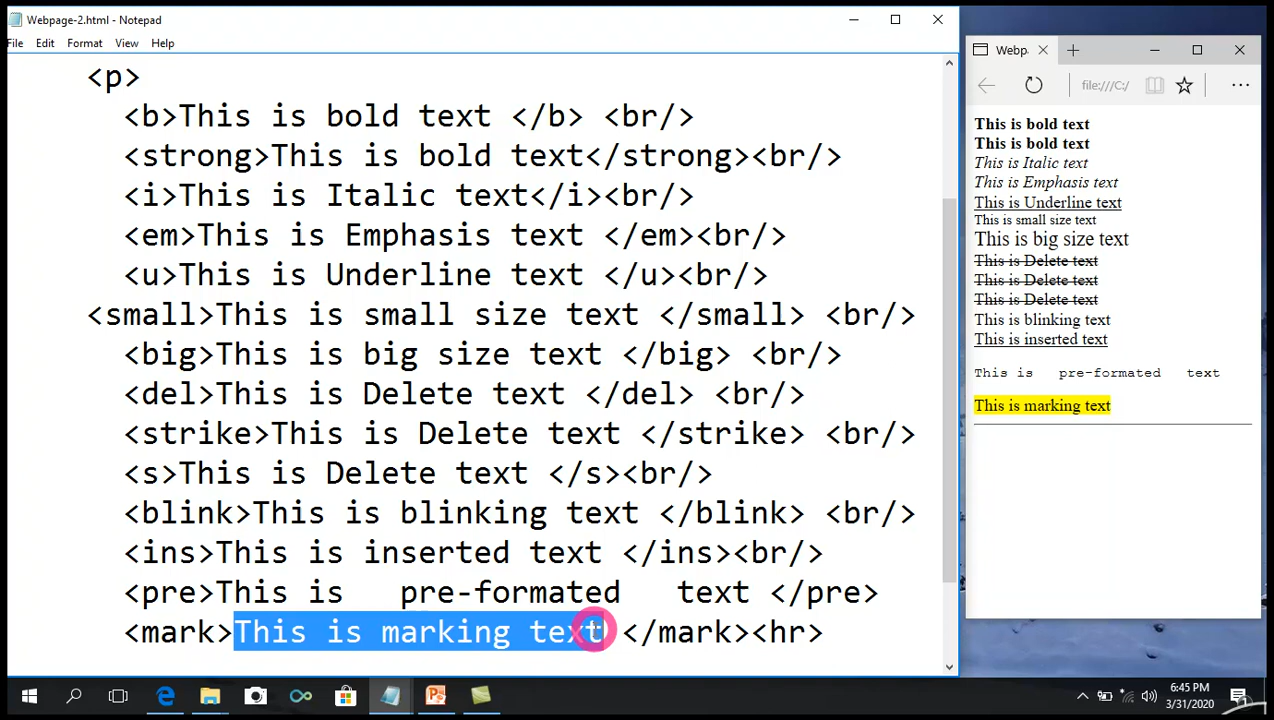 Webpage-2.html - Notepad
File Edit Format View Help
<p>
<b>This is bold text </b> <br/>
<strong>This is bold text</strong><br/>
<i>This is Italic text</i><br/>
<em>This is Emphasis text </em><br/>
<u>This is Underline text </u><br/>
<small>This is small size text </small> <br/>
<big>This is big size text </big> <br/>
<del>This is Delete text </del> <br/>
<strike>This is Delete text </strike> <br/>
<s>This is Delete text </s><br/>
<blink>This is blinking text </blink> <br/>
<ins>This is inserted text </ins><br/>
<pre>This is   pre-formated   text </pre>
<mark>This is marking text </mark><hr>
Webp
file:///C:/
This is bold text
This is bold text
This is Italic text
This is Emphasis text
This is Underline text
This is small size text
This is big size text
This is Delete text
This is Delete text
This is Delete text
This is blinking text
This is inserted text
This is   pre-formated   text
This is marking text
6:45 PM
3/31/2020